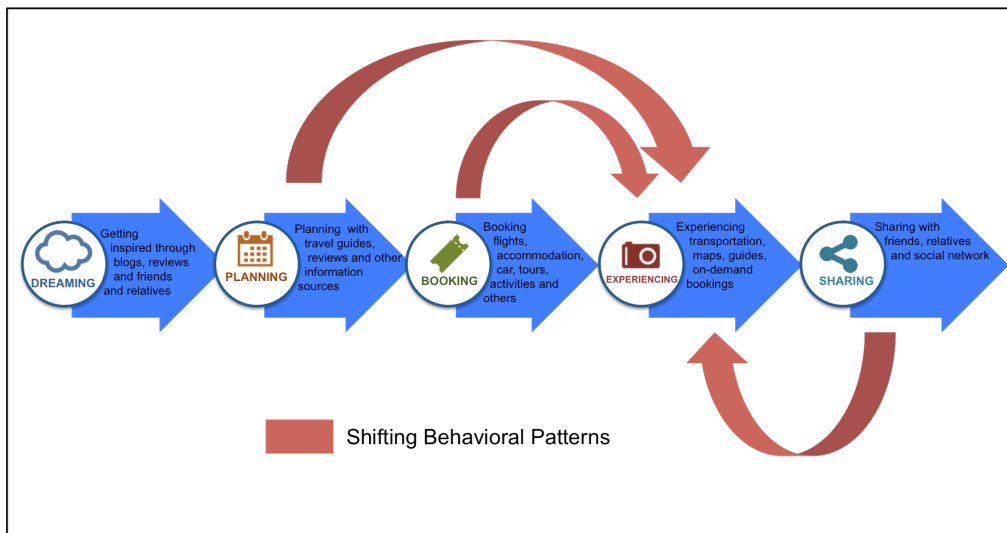 DREAMING
Getting
inspired through
blogs, reviews
and friends
and relatives
PLANNING
Planning with
travel guides,
reviews and other
information
sources
BOOKING
Booking
flights,
accommodation,
car, tours,
activities and
others
EXPERIENCING
Experiencing
transportation,
maps, guides,
on-demand
bookings
SHARING
Sharing with
friends, relatives
and social network
Shifting Behavioral Patterns